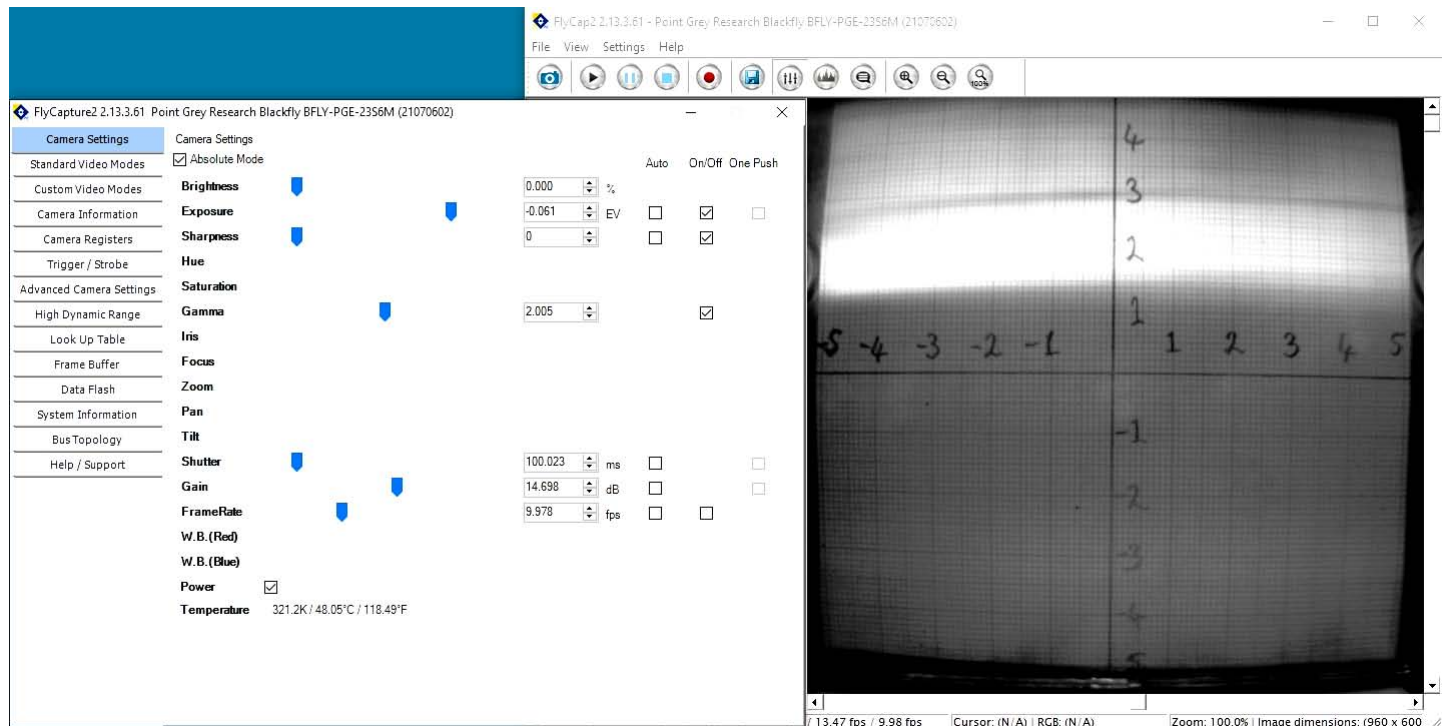 FlyCap2 2.13.3.61 - Point Grey Research Blackfly BFLY-PGE-23S6M (21070602)
File View Settings Help
100%
FlyCapture2 2.13.3.61 Point Grey Research Blackfly BFLY-PGE-23S6M (21070602)
Camera Settings
Standard Video Modes
Custom Video Modes
Camera Information
Camera Registers
Trigger / Strobe
Advanced Camera Settings
High Dynamic Range
Look Up Table
Frame Buffer
Data Flash
System Information
Bus Topology
Help / Support
Camera Settings
Absolute Mode
Auto On/Off One Push
Brightness 0.000 %
Exposure -0.061 EV
Sharpness 0
Hue
Saturation
Gamma 2.005
Iris
Focus
Zoom
Pan
Tilt
Shutter 100.023 ms
Gain 14.698 dB
FrameRate 9.978 fps
W.B.(Red)
W.B.(Blue)
Power
Temperature 321.2K / 48.05°C / 118.49°F
4
3
2
1
-5 -4 -3 -2 -1 1 2 3 4 5
-1
-2
-3
-4
-5
/ 13.47 fps / 9.98 fps Cursor: (N/A) | RGB: (N/A) Zoom: 100.0% | Image dimensions: (960 x 600